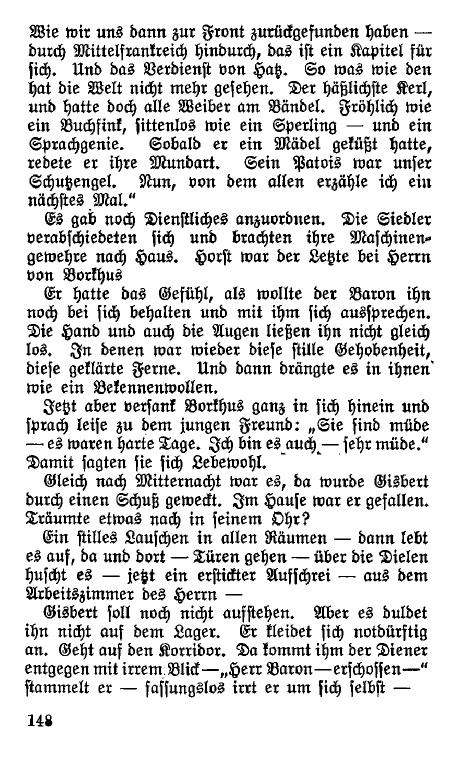 Wie wir uns dann zur Front zurückgefunden haben —
durch Mittelfrankreich hindurch, das ist ein Kapitel für
sich. Und das Verdienst von Hatz. So was wie den
hat die Welt nicht mehr gesehen. Der häßlichste Kerl,
und hatte doch alle Weiber am Bändel. Fröhlich wie
ein Buchfink, sittenlos wie ein Sperling — und ein
Sprachgenie. Sobald er ein Mädel geküßt hatte,
redete er ihre Mundart. Sein Patois war unser
Schutzengel. Nun, von dem allen erzähle ich ein
nächstes Mal.“
Es gab noch Dienstliches anzuordnen. Die Siedler
verabschiedeten sich und brachten ihre Maschinen-
gewehre nach Haus. Horst war der Letzte bei Herrn
von Borkhus
Er hatte das Gefühl, als wollte der Baron ihn
noch bei sich behalten und mit ihm sich aussprechen.
Die Hand und auch die Augen ließen ihn nicht gleich
los. In denen war wieder diese stille Gehobenheit,
diese geklärte Ferne. Und dann drängte es in ihnen
wie ein Bekennenwollen.
Jetzt aber versank Borkhus ganz in sich hinein und
sprach leise zu dem jungen Freund: „Sie sind müde
— es waren harte Tage. Ich bin es auch — sehr müde.“
Damit sagten sie sich Lebewohl.
Gleich nach Mitternacht war es, da wurde Gisbert
durch einen Schuß geweckt. Im Hause war er gefallen.
Träumte etwas nach in seinem Ohr?
Ein stilles Lauschen in allen Räumen — dann lebt
es auf, da und dort — Türen gehen — über die Dielen
huscht es — jetzt ein erstickter Aufschrei — aus dem
Arbeitszimmer des Herrn —
Gisbert soll noch nicht aufstehen. Aber es duldet
ihn nicht auf dem Lager. Er kleidet sich notdürftig
an. Geht auf den Korridor. Da kommt ihm der Diener
entgegen mit irrem Blick — „Herr Baron — erschossen —“
stammelt er — fassungslos irrt er um sich selbst —
148